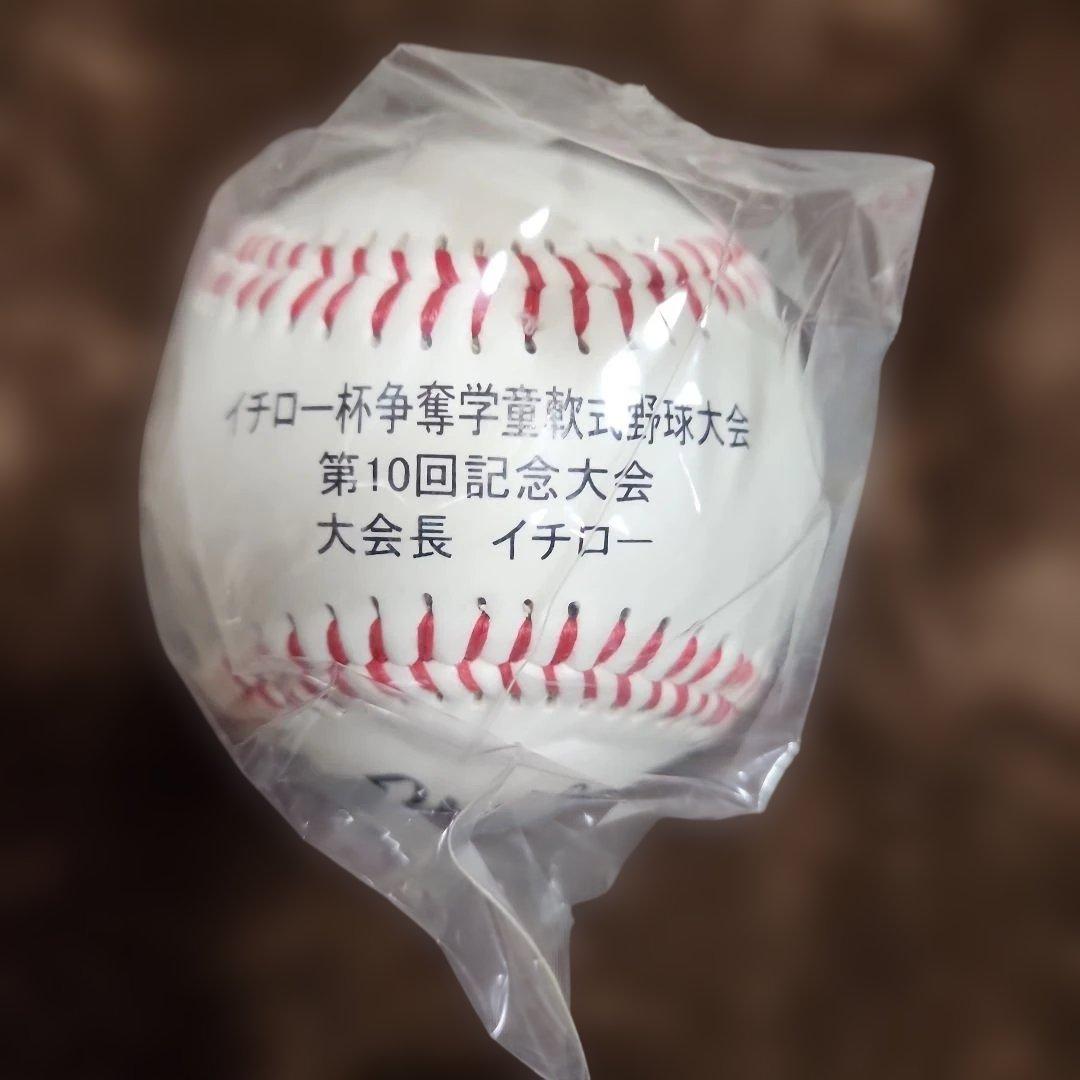 イチロー杯争奪学童軟式野球大会
第10回記念大会
大会長　イチロー